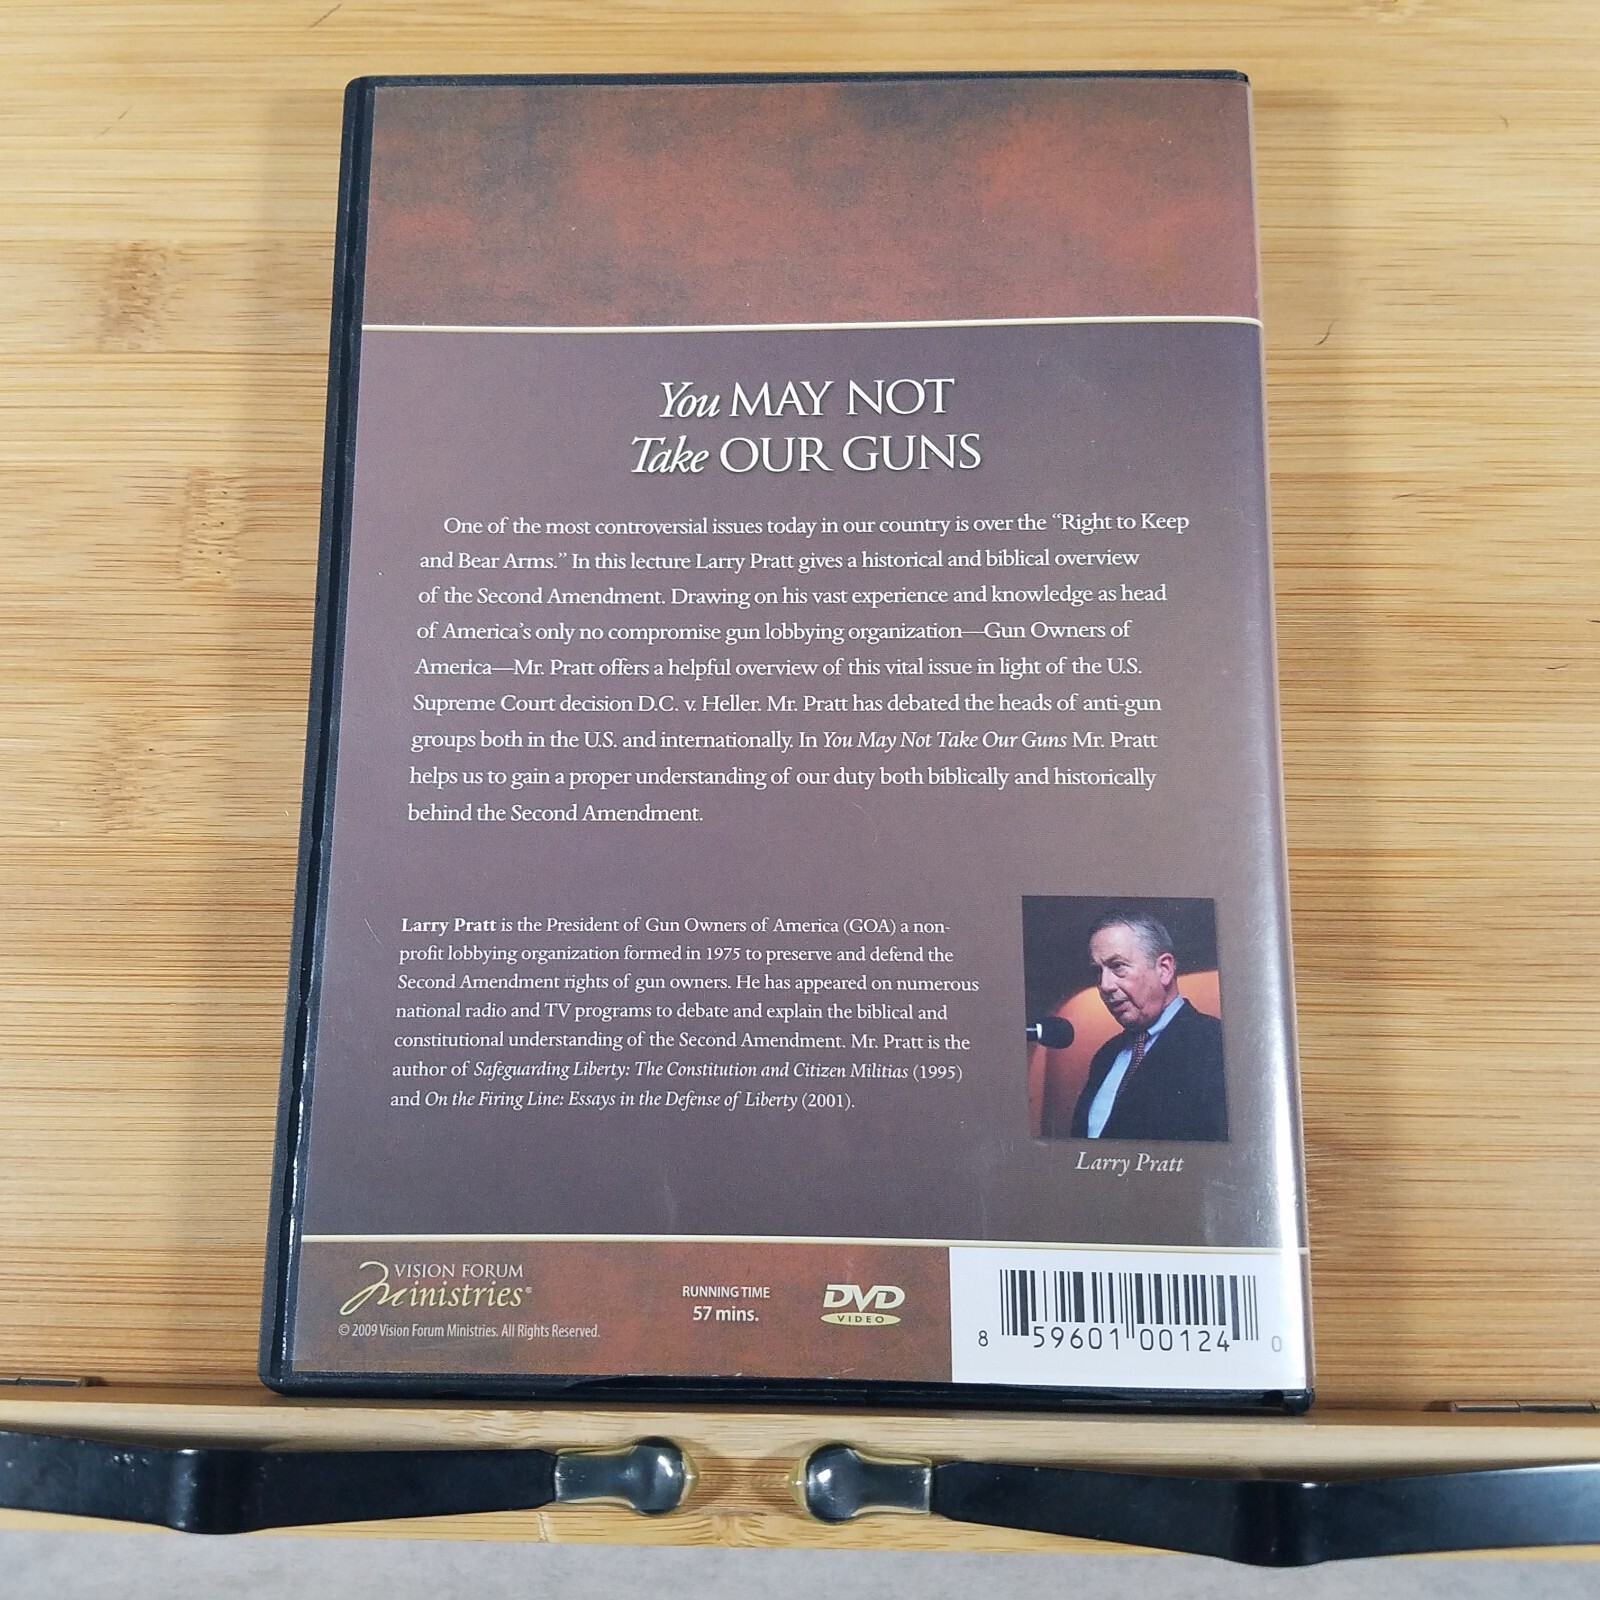 You MAY NOT
Take OUR GUNS
One of the most controversial issues today in our country is over the “Right to Keep
and Bear Arms.” In this lecture Larry Pratt gives a historical and biblical overview
of the Second Amendment. Drawing on his vast experience and knowledge as head
of America’s only no compromise gun lobbying organization—Gun Owners of
America—Mr. Pratt offers a helpful overview of this vital issue in light of the U.S.
Supreme Court decision D.C. v. Heller. Mr. Pratt has debated the heads of anti-gun
groups both in the U.S. and internationally. In You May Not Take Our Guns Mr. Pratt
helps us to gain a proper understanding of our duty both biblically and historically
behind the Second Amendment.
Larry Pratt is the President of Gun Owners of America (GOA) a non-
profit lobbying organization formed in 1975 to preserve and defend the
Second Amendment rights of gun owners. He has appeared on numerous
national radio and TV programs to debate and explain the biblical and
constitutional understanding of the Second Amendment. Mr. Pratt is the
author of Safeguarding Liberty: The Constitution and Citizen Militias (1995)
and On the Firing Line: Essays in the Defense of Liberty (2001).
Larry Pratt
VISION FORUM
Ministries®
© 2009 Vision Forum Ministries. All Rights Reserved.
RUNNING TIME
57 mins.
DVD
VIDEO
8 59601 00124 0